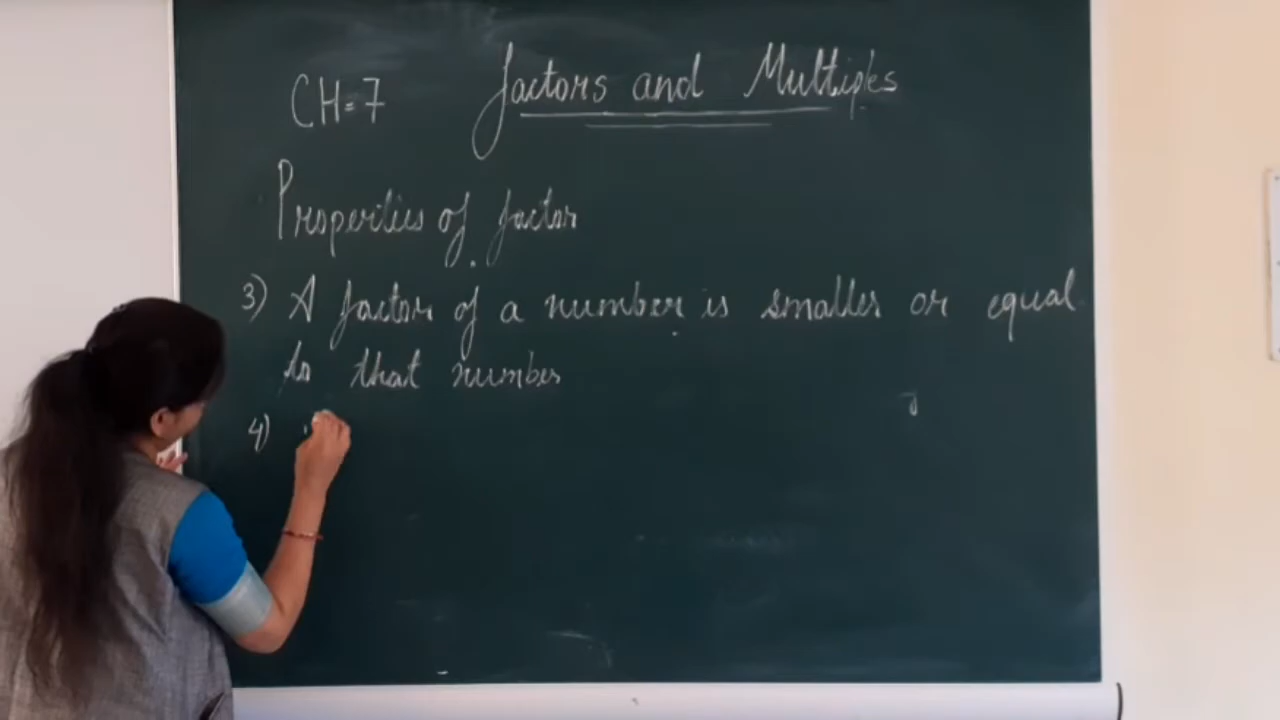 CH=7 Factors and Multiples
Properties of factor
3) A factor of a number is smaller or equal
to that number
4)